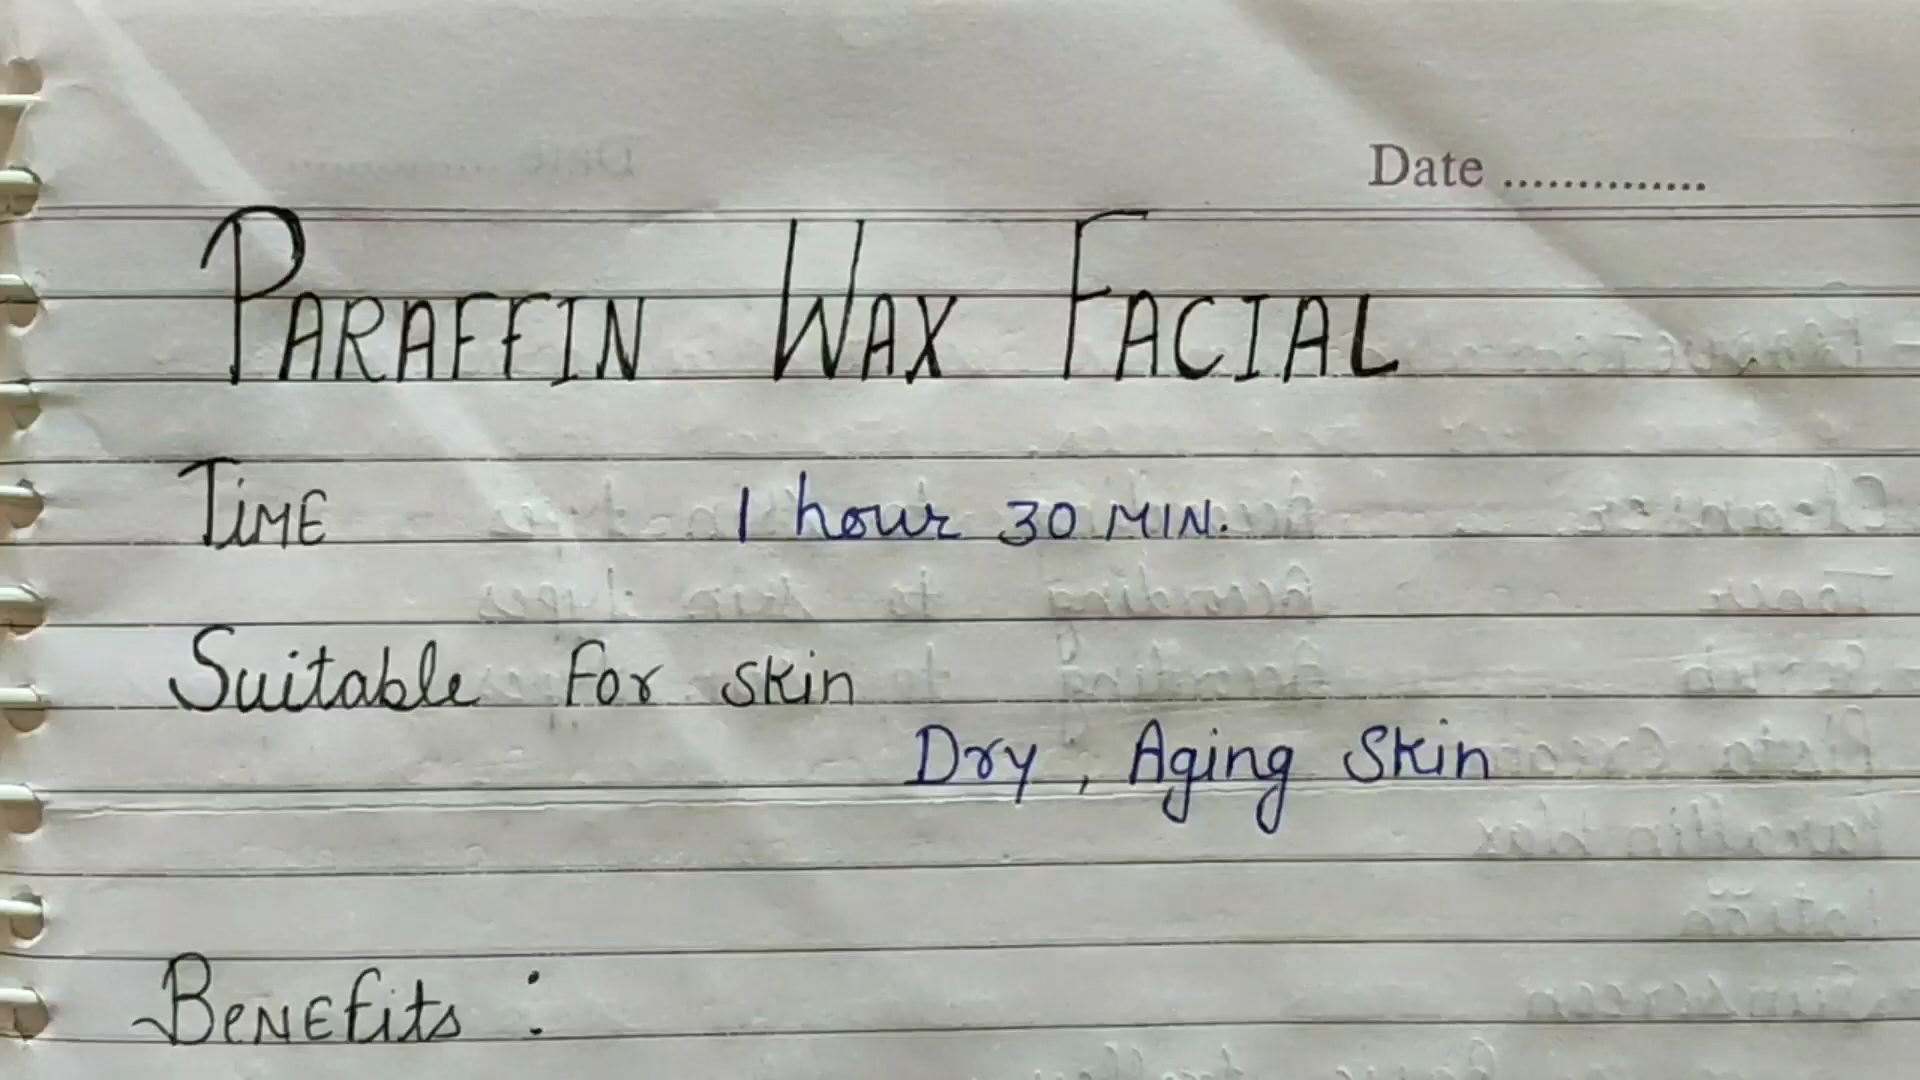 Date ..............
PARAFFIN WAX FACIAL
TIME 1 hour 30 MIN.
Suitable For skin
Dry, Aging Skin
BENEfits :